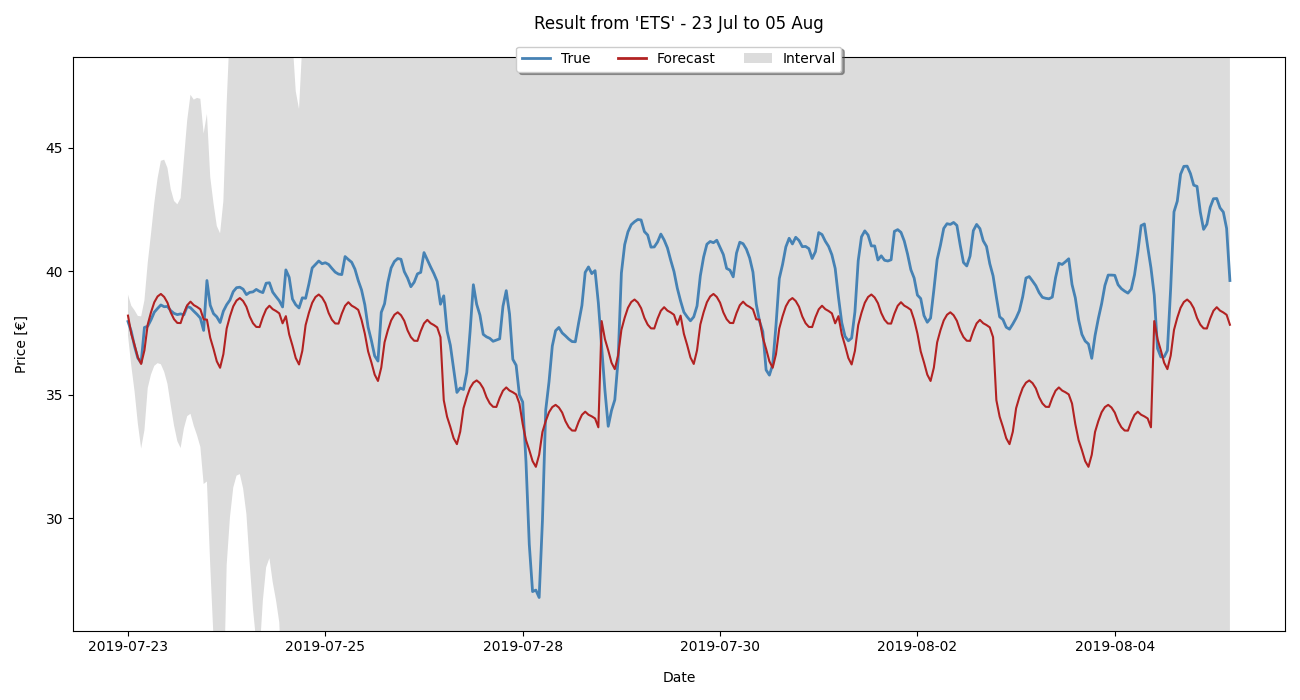 Result from 'ETS' - 23 Jul to 05 Aug
True Forecast Interval
Price [€]
45
40
35
30
2019-07-23 2019-07-25 2019-07-28 2019-07-30 2019-08-02 2019-08-04
Date